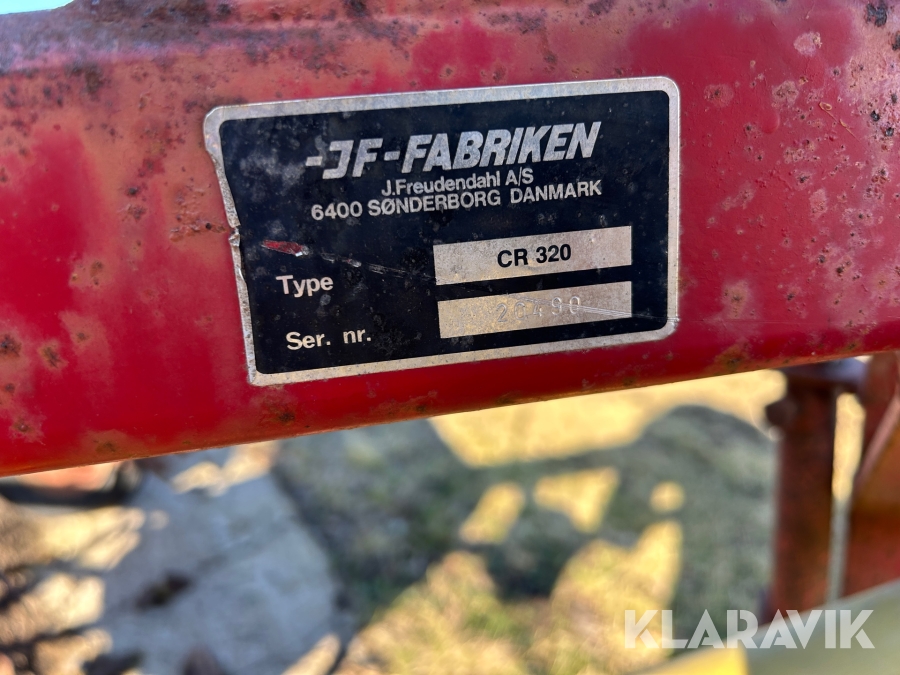 -JF-FABRIKEN
J.Freudendahl A/S
6400 SØNDERBORG DANMARK
Type CR 320
Ser. nr.
KLARAVIK